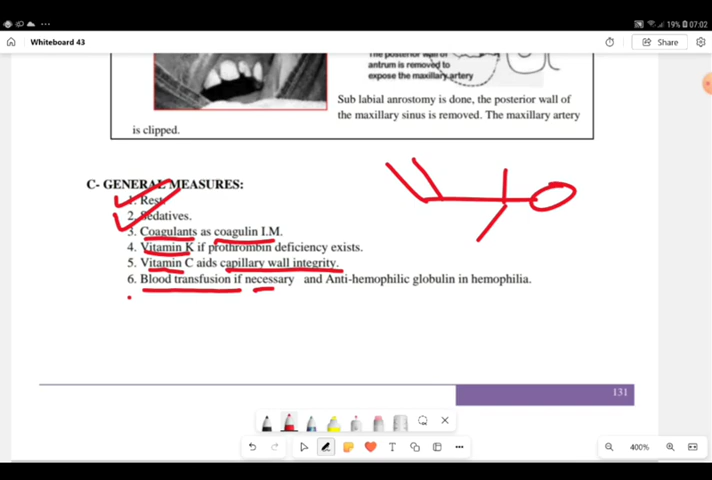 19% 07:02
Whiteboard 43
Share
The posterior wall of
antrum is removed to
expose the maxillary artery
Sub labial anrostomy is done, the posterior wall of
the maxillary sinus is removed. The maxillary artery
is clipped.
C- GENERAL MEASURES:
1. Rest.
2. Sedatives.
3. Coagulants as coagulin I.M.
4. Vitamin K if prothrombin deficiency exists.
5. Vitamin C aids capillary wall integrity.
6. Blood transfusion if necessary and Anti-hemophilic globulin in hemophilia.
131
T
400%